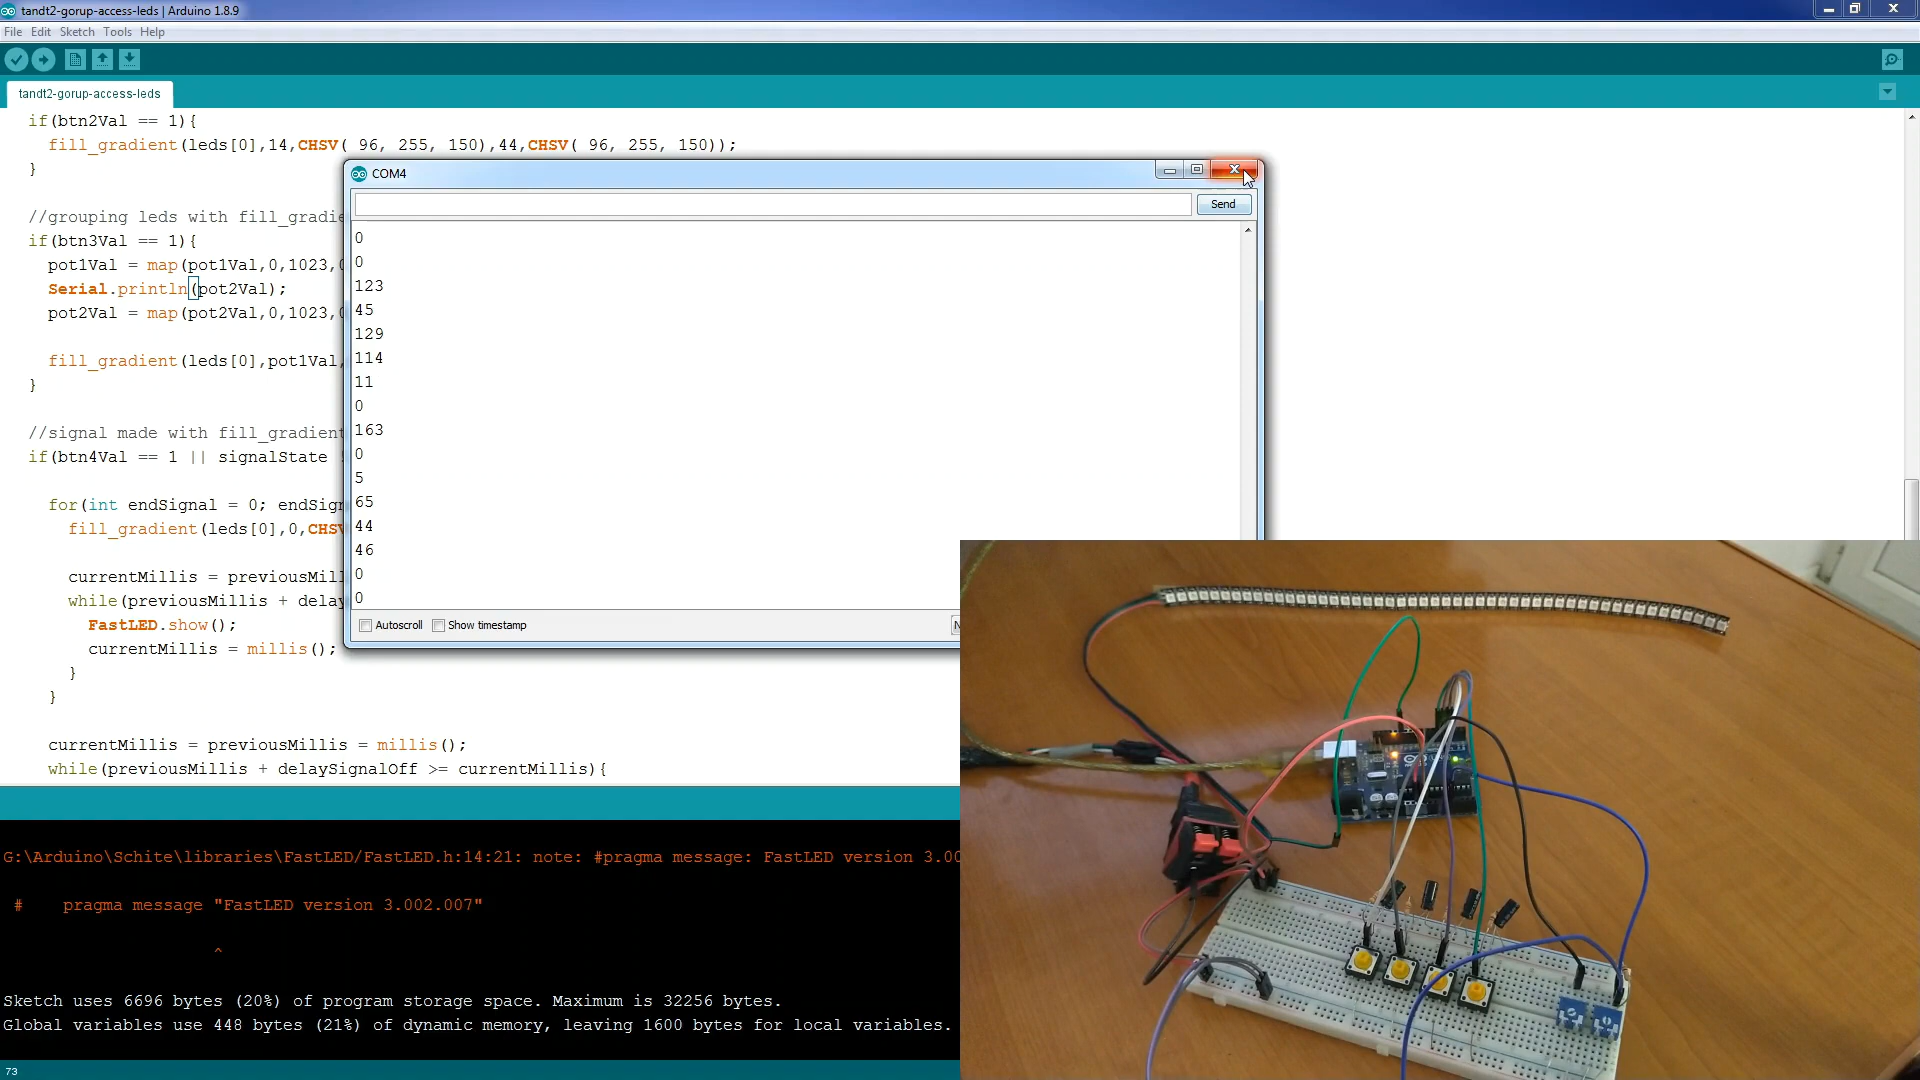 tandt2-gorup-access-leds | Arduino 1.8.9
File Edit Sketch Tools Help
tandt2-gorup-access-leds
if(btn2Val == 1){
fill_gradient(leds[0],14,CHSV( 96, 255, 150),44,CHSV( 96, 255, 150));
}
//grouping leds with fill_gradie
if(btn3Val == 1){
pot1Val = map(pot1Val,0,1023,
Serial.println(pot2Val);
pot2Val = map(pot2Val,0,1023,
fill_gradient(leds[0],pot1Val,
}
//signal made with fill_gradient
if(btn4Val == 1 || signalState
for(int endSignal = 0; endSign
fill_gradient(leds[0],0,CHSV
currentMillis = previousMill
while(previousMillis + delay
FastLED.show();
currentMillis = millis();
}
}
currentMillis = previousMillis = millis();
while(previousMillis + delaySignalOff >= currentMillis){
COM4
Send
0
0
123
45
129
114
11
0
163
0
5
65
44
46
0
0
Autoscroll Show timestamp
G:\Arduino\Schite\libraries\FastLED/FastLED.h:14:21: note: #pragma message: FastLED version 3.00
# pragma message "FastLED version 3.002.007"
^
Sketch uses 6696 bytes (20%) of program storage space. Maximum is 32256 bytes.
Global variables use 448 bytes (21%) of dynamic memory, leaving 1600 bytes for local variables.
73